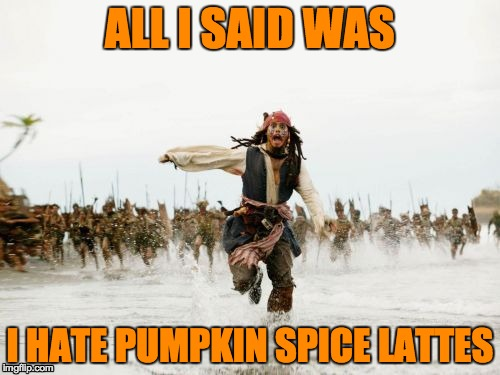 ALL I SAID WAS
I HATE PUMPKIN SPICE LATTES
imgflip.com